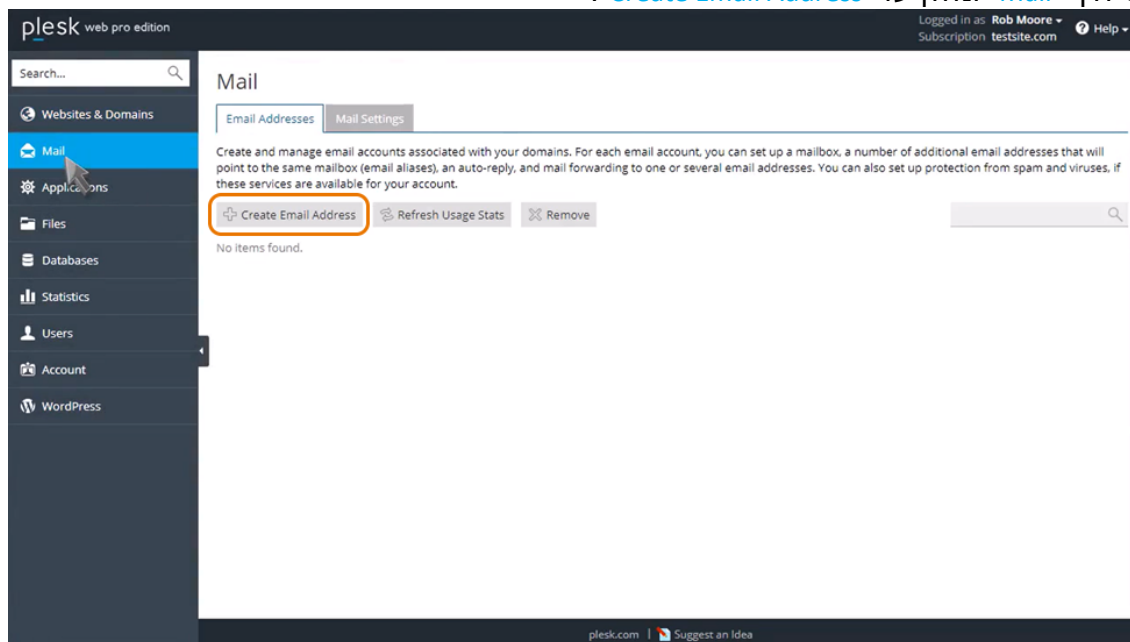 "Mail" "Create Email Address"
plesk web pro edition
Logged in as Rob Moore
Subscription testsite.com
Help
Search...
Websites & Domains
Mail
Applications
Files
Databases
Statistics
Users
Account
WordPress
Mail
Email Addresses Mail Settings
Create and manage email accounts associated with your domains. For each email account, you can set up a mailbox, a number of additional email addresses that will
point to the same mailbox (email aliases), an auto-reply, and mail forwarding to one or several email addresses. You can also set up protection from spam and viruses, if
these services are available for your account.
Create Email Address Refresh Usage Stats Remove
No items found.
plesk.com | Suggest an Idea